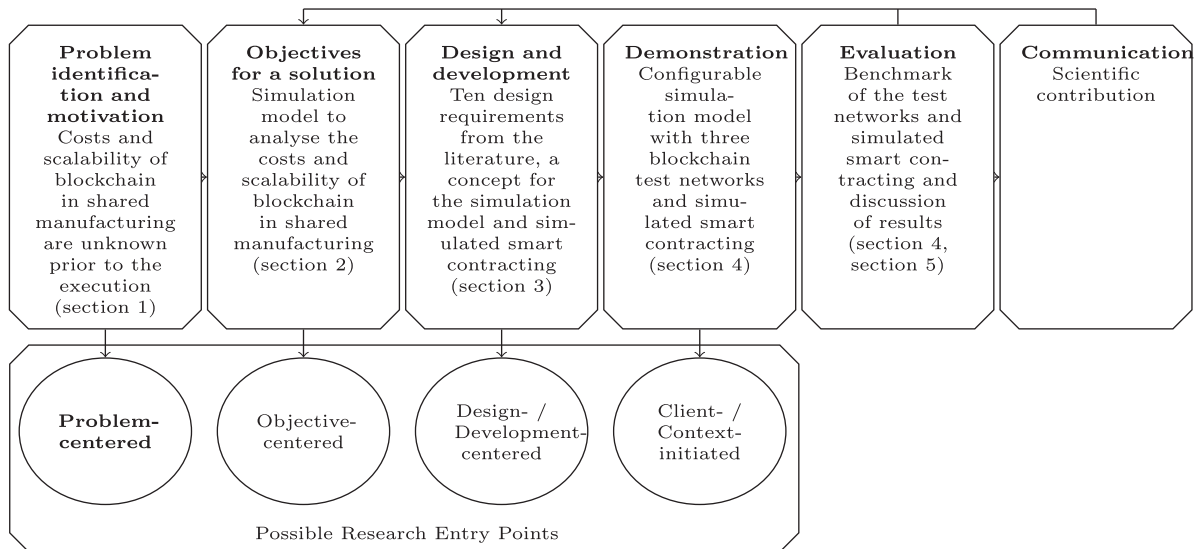 Problem
identifica-
tion and
motivation
Costs and
scalability of
blockchain
in shared
manufacturing
are unknown
prior to the
execution
(section 1)
Objectives
for a solution
Simulation
model to
analyse the
costs and
scalability of
blockchain
in shared
manufacturing
(section 2)
Design and
development
Ten design
requirements
from the
literature, a
concept for
the simulation
model and sim-
ulated smart
contracting
(section 3)
Demonstration
Configurable
simula-
tion model
with three
blockchain
test networks
and simu-
lated smart
contracting
(section 4)
Evaluation
Benchmark
of the test
networks and
simulated
smart con-
tracting and
discussion
of results
(section 4,
section 5)
Communication
Scientific
contribution
Problem-
centered
Objective-
centered
Design- /
Development-
centered
Client- /
Context-
initiated
Possible Research Entry Points